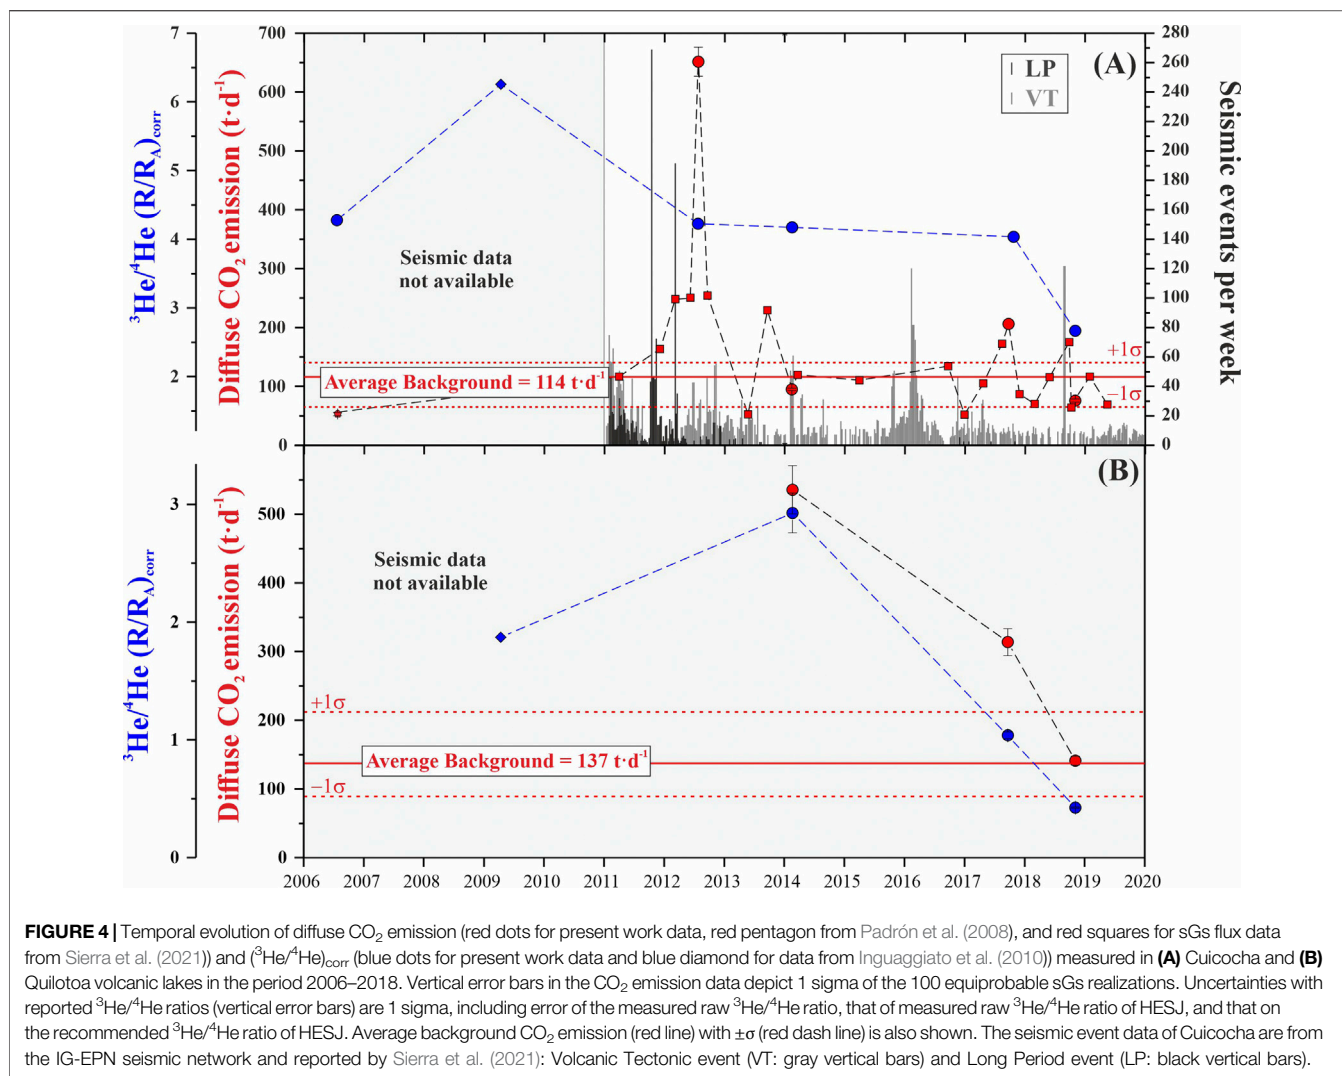 (A)
LP
VT
³He/⁴He (R/R_A)corr
Diffuse CO₂ emission (t·d⁻¹)
Seismic events per week
7
6
5
4
3
2
700
600
500
400
300
200
100
0
280
260
240
220
200
180
160
140
120
100
80
60
40
20
0
Seismic data
not available
+1σ
Average Background = 114 t·d⁻¹
−1σ
(B)
³He/⁴He (R/R_A)corr
Diffuse CO₂ emission (t·d⁻¹)
3
2
1
0
500
400
300
200
100
0
Seismic data
not available
+1σ
Average Background = 137 t·d⁻¹
−1σ
2006 2007 2008 2009 2010 2011 2012 2013 2014 2015 2016 2017 2018 2019 2020
FIGURE 4 | Temporal evolution of diffuse CO₂ emission (red dots for present work data, red pentagon from Padrón et al. (2008), and red squares for sGs flux data
from Sierra et al. (2021)) and (³He/⁴He)corr (blue dots for present work data and blue diamond for data from Inguaggiato et al. (2010)) measured in (A) Cuicocha and (B)
Quilotoa volcanic lakes in the period 2006–2018. Vertical error bars in the CO₂ emission data depict 1 sigma of the 100 equiprobable sGs realizations. Uncertainties with
reported ³He/⁴He ratios (vertical error bars) are 1 sigma, including error of the measured raw ³He/⁴He ratio, that of measured raw ³He/⁴He ratio of HESJ, and that on
the recommended ³He/⁴He ratio of HESJ. Average background CO₂ emission (red line) with ±σ (red dash line) is also shown. The seismic event data of Cuicocha are from
the IG-EPN seismic network and reported by Sierra et al. (2021): Volcanic Tectonic event (VT: gray vertical bars) and Long Period event (LP: black vertical bars).